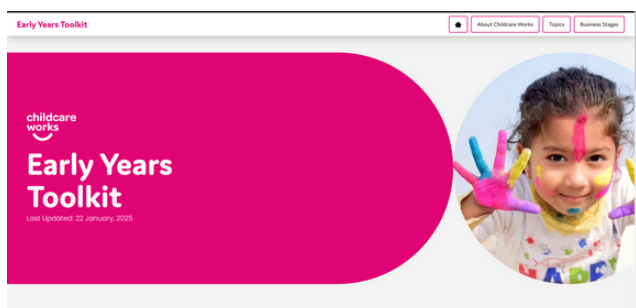 Early Years Toolkit
About Childcare Works
Topics
Business Stages
childcare
works
Early Years
Toolkit
Last Updated: 22 January, 2025